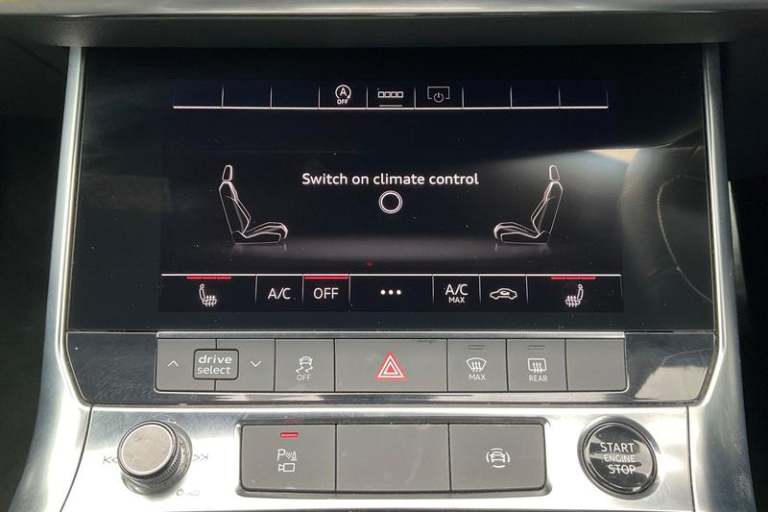 A
OFF
Switch on climate control
A/C
OFF
•••
A/C
MAX
drive
select
OFF
MAX
REAR
P
START
ENGINE
STOP